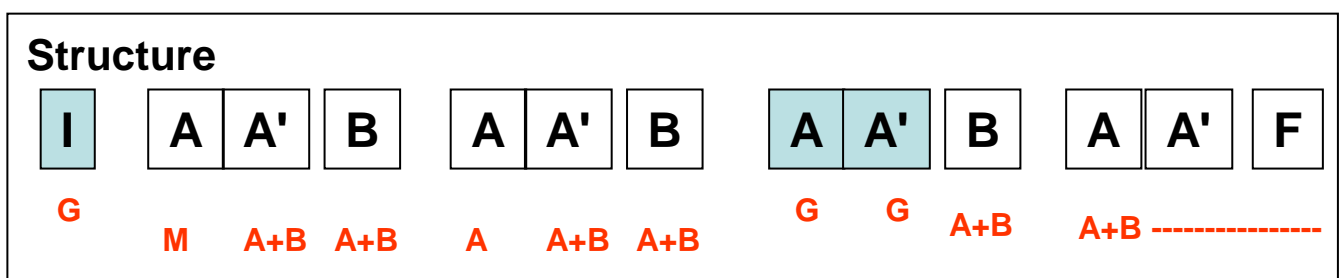 Structure
I A A' B A A' B A A' B A A' F
G M A+B A+B A A+B A+B G G A+B A+B ----------------